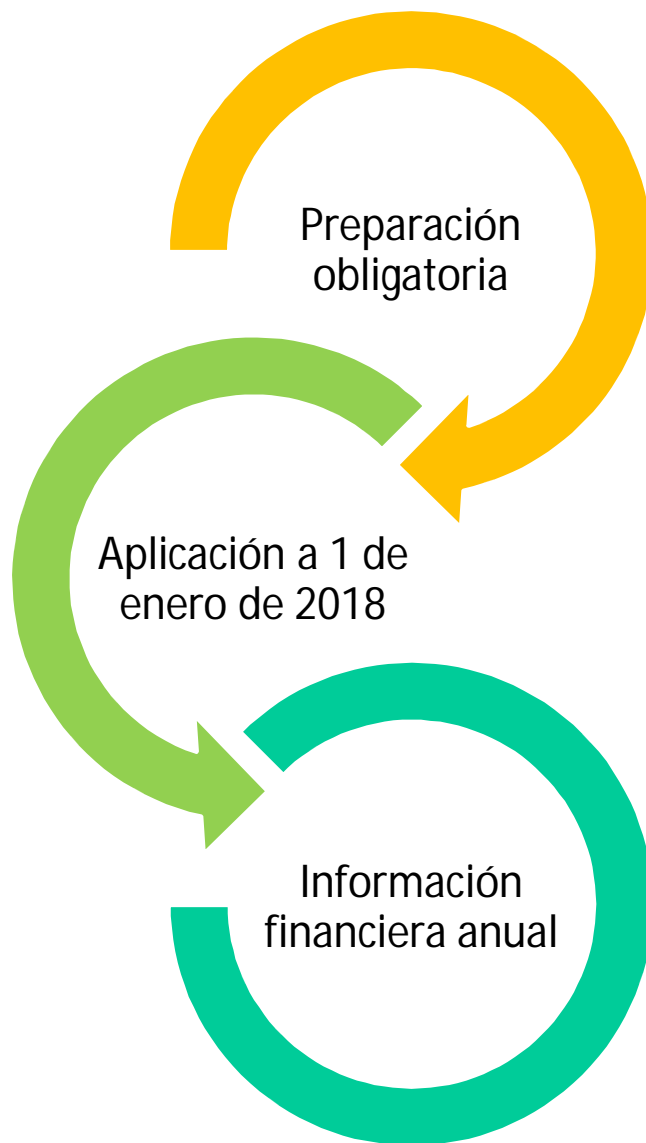 Preparación
obligatoria
Aplicación a 1 de
enero de 2018
Información
financiera anual